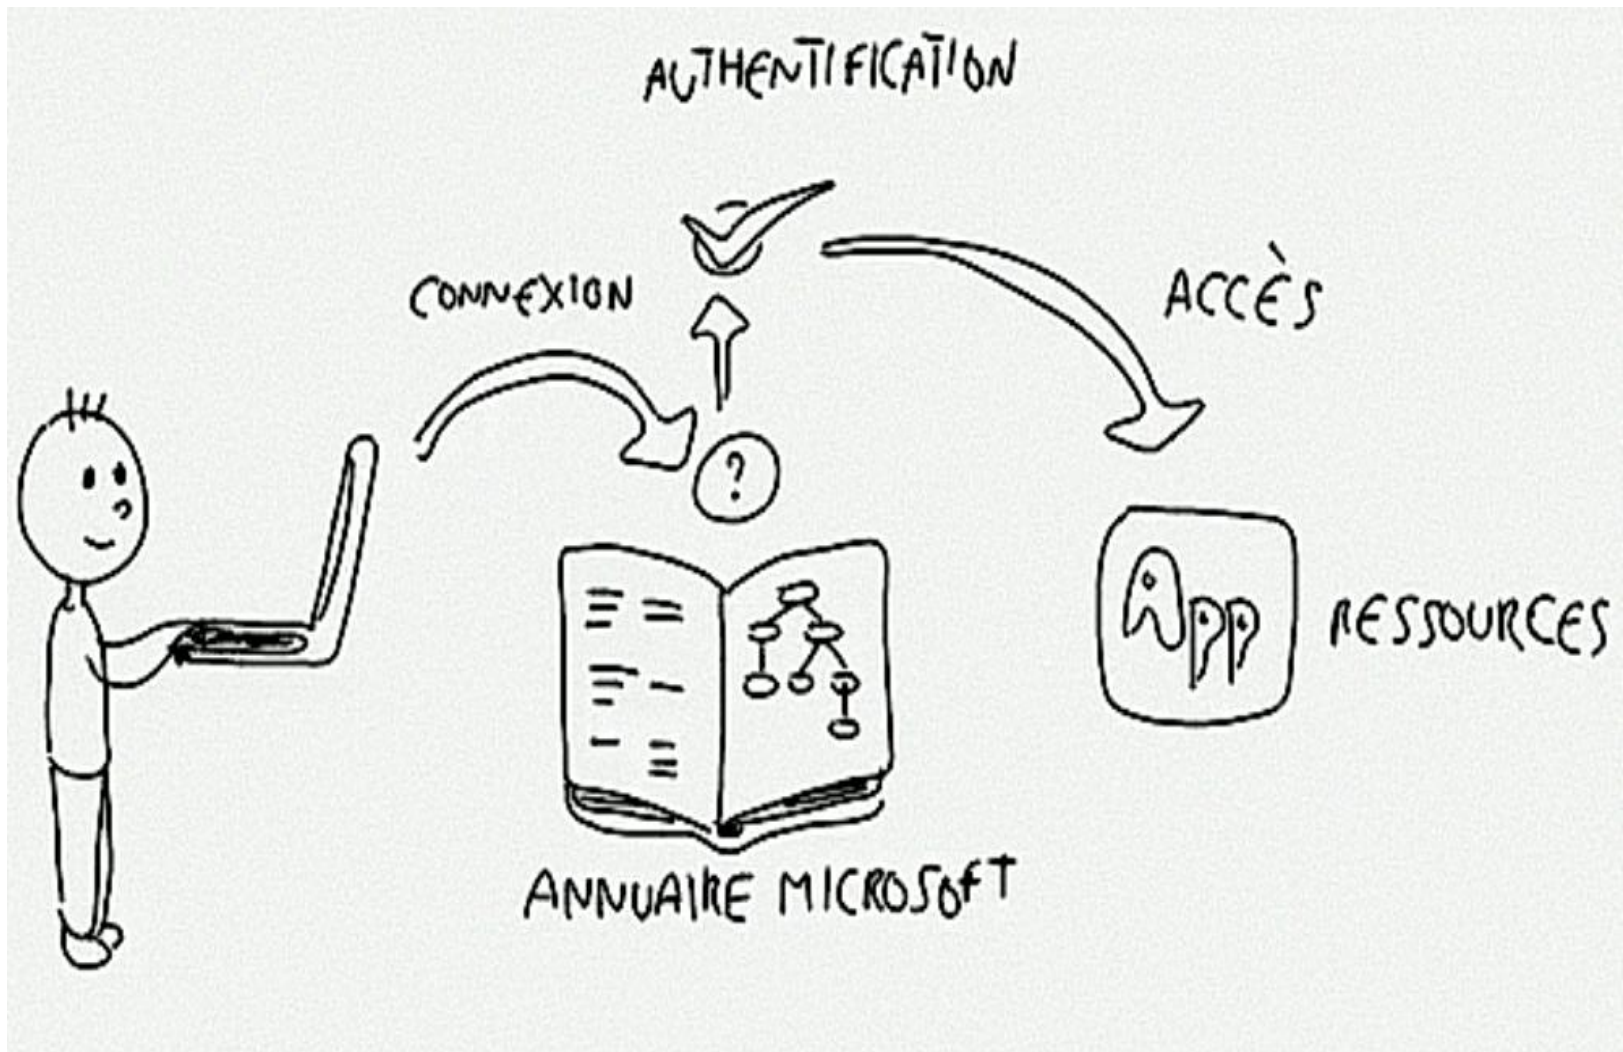 AUTHENTIFICATION
CONNEXION
ACCÈS
?
App
RESSOURCES
ANNUAIRE MICROSOFT